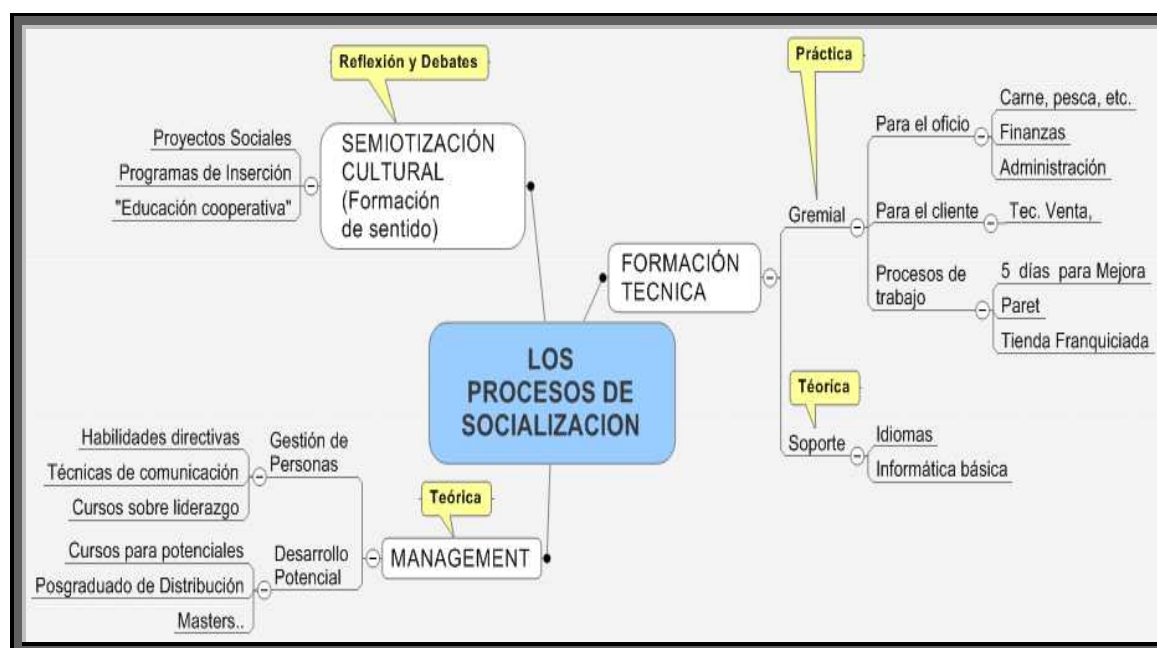 LOS
PROCESOS DE
SOCIALIZACION
Reflexión y Debates
SEMIOTIZACIÓN
CULTURAL
(Formación
de sentido)
Proyectos Sociales
Programas de Inserción
"Educación cooperativa"
FORMACIÓN
TECNICA
Práctica
Gremial
Para el oficio
Carne, pesca, etc.
Finanzas
Administración
Para el cliente
Tec. Venta,
Procesos de
trabajo
5 días para Mejora
Paret
Tienda Franquiciada
Téorica
Soporte
Idiomas
Informática básica
Teórica
MANAGEMENT
Gestión de
Personas
Habilidades directivas
Técnicas de comunicación
Cursos sobre liderazgo
Desarrollo
Potencial
Cursos para potenciales
Posgraduado de Distribución
Masters..